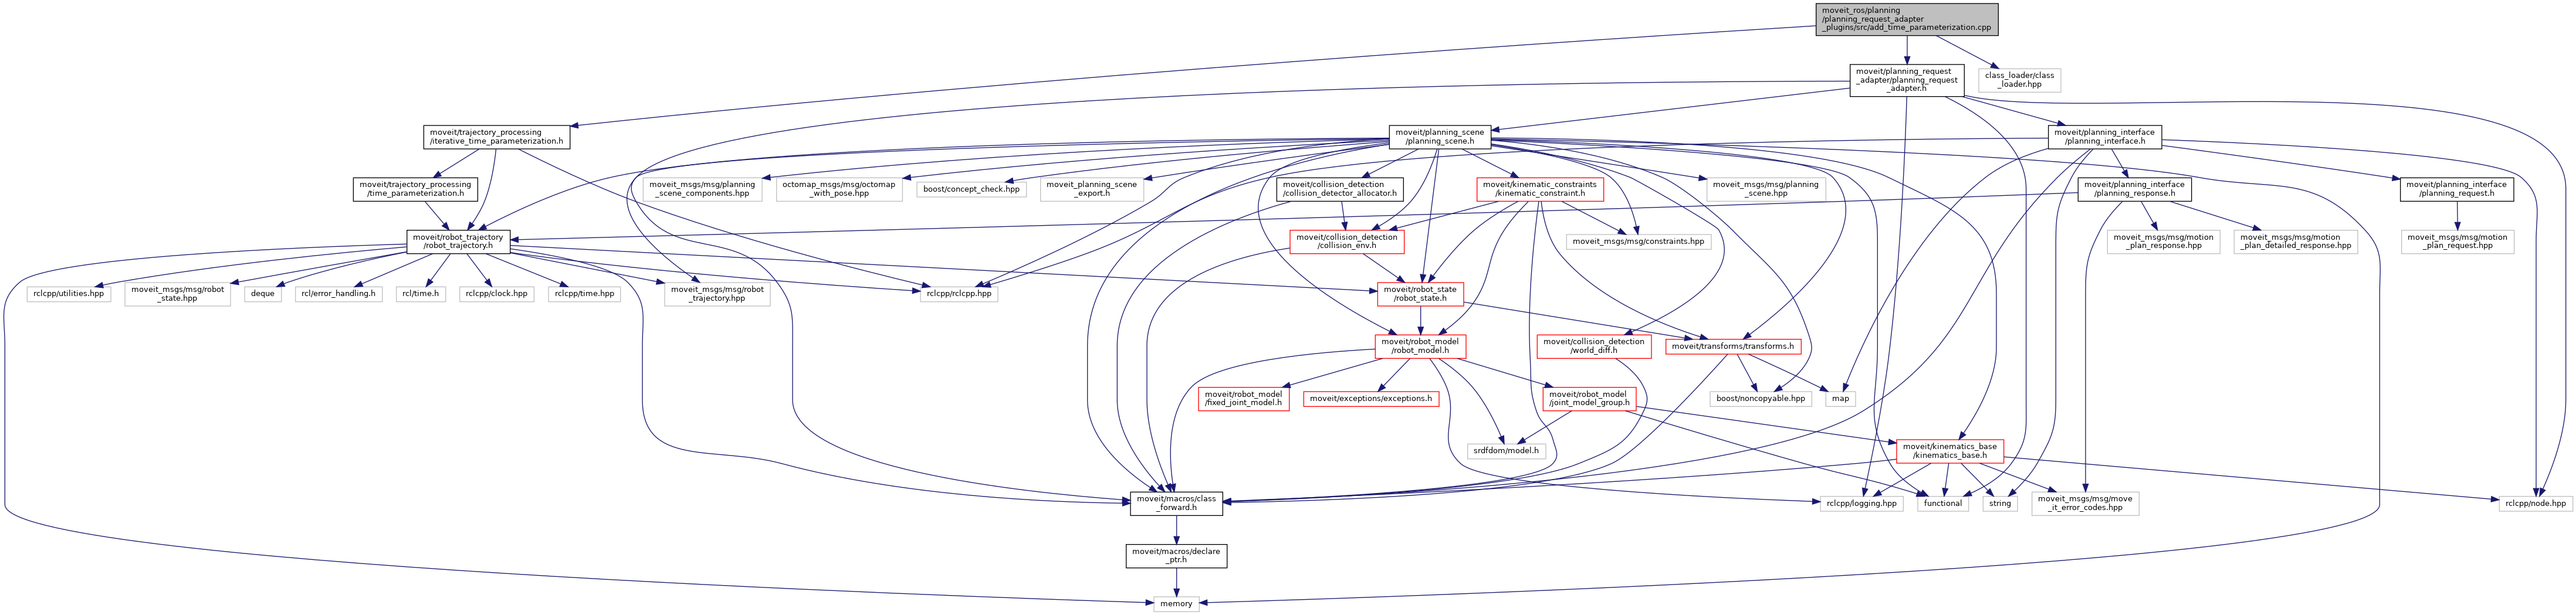 moveit_ros/planning
/planning_request_adapter
_plugins/src/add_time_parameterization.cpp
moveit/planning_request
_adapter/planning_request
_adapter.h
class_loader/class
_loader.hpp
moveit/trajectory_processing
/iterative_time_parameterization.h
moveit/planning_scene
/planning_scene.h
moveit/planning_interface
/planning_interface.h
moveit/trajectory_processing
/time_parameterization.h
moveit_msgs/msg/planning
_scene_components.hpp
octomap_msgs/msg/octomap
_with_pose.hpp
boost/concept_check.hpp
moveit_planning_scene
_export.h
moveit/collision_detection
/collision_detector_allocator.h
moveit/kinematic_constraints
/kinematic_constraint.h
moveit_msgs/msg/planning
_scene.hpp
moveit/planning_interface
/planning_response.h
moveit/planning_interface
/planning_request.h
moveit/robot_trajectory
/robot_trajectory.h
moveit/collision_detection
/collision_env.h
moveit_msgs/msg/constraints.hpp
moveit_msgs/msg/motion
_plan_response.hpp
moveit_msgs/msg/motion
_plan_detailed_response.hpp
moveit_msgs/msg/motion
_plan_request.hpp
rclcpp/utilities.hpp
moveit_msgs/msg/robot
_state.hpp
deque
rcl/error_handling.h
rcl/time.h
rclcpp/clock.hpp
rclcpp/time.hpp
moveit_msgs/msg/robot
_trajectory.hpp
rclcpp/rclcpp.hpp
moveit/robot_state
/robot_state.h
moveit/robot_model
/robot_model.h
moveit/collision_detection
/world_diff.h
moveit/transforms/transforms.h
moveit/robot_model
/fixed_joint_model.h
moveit/exceptions/exceptions.h
moveit/robot_model
/joint_model_group.h
boost/noncopyable.hpp
map
srdfdom/model.h
moveit/kinematics_base
/kinematics_base.h
moveit/macros/class
_forward.h
rclcpp/logging.hpp
functional
string
moveit_msgs/msg/move
_it_error_codes.hpp
rclcpp/node.hpp
moveit/macros/declare
_ptr.h
memory